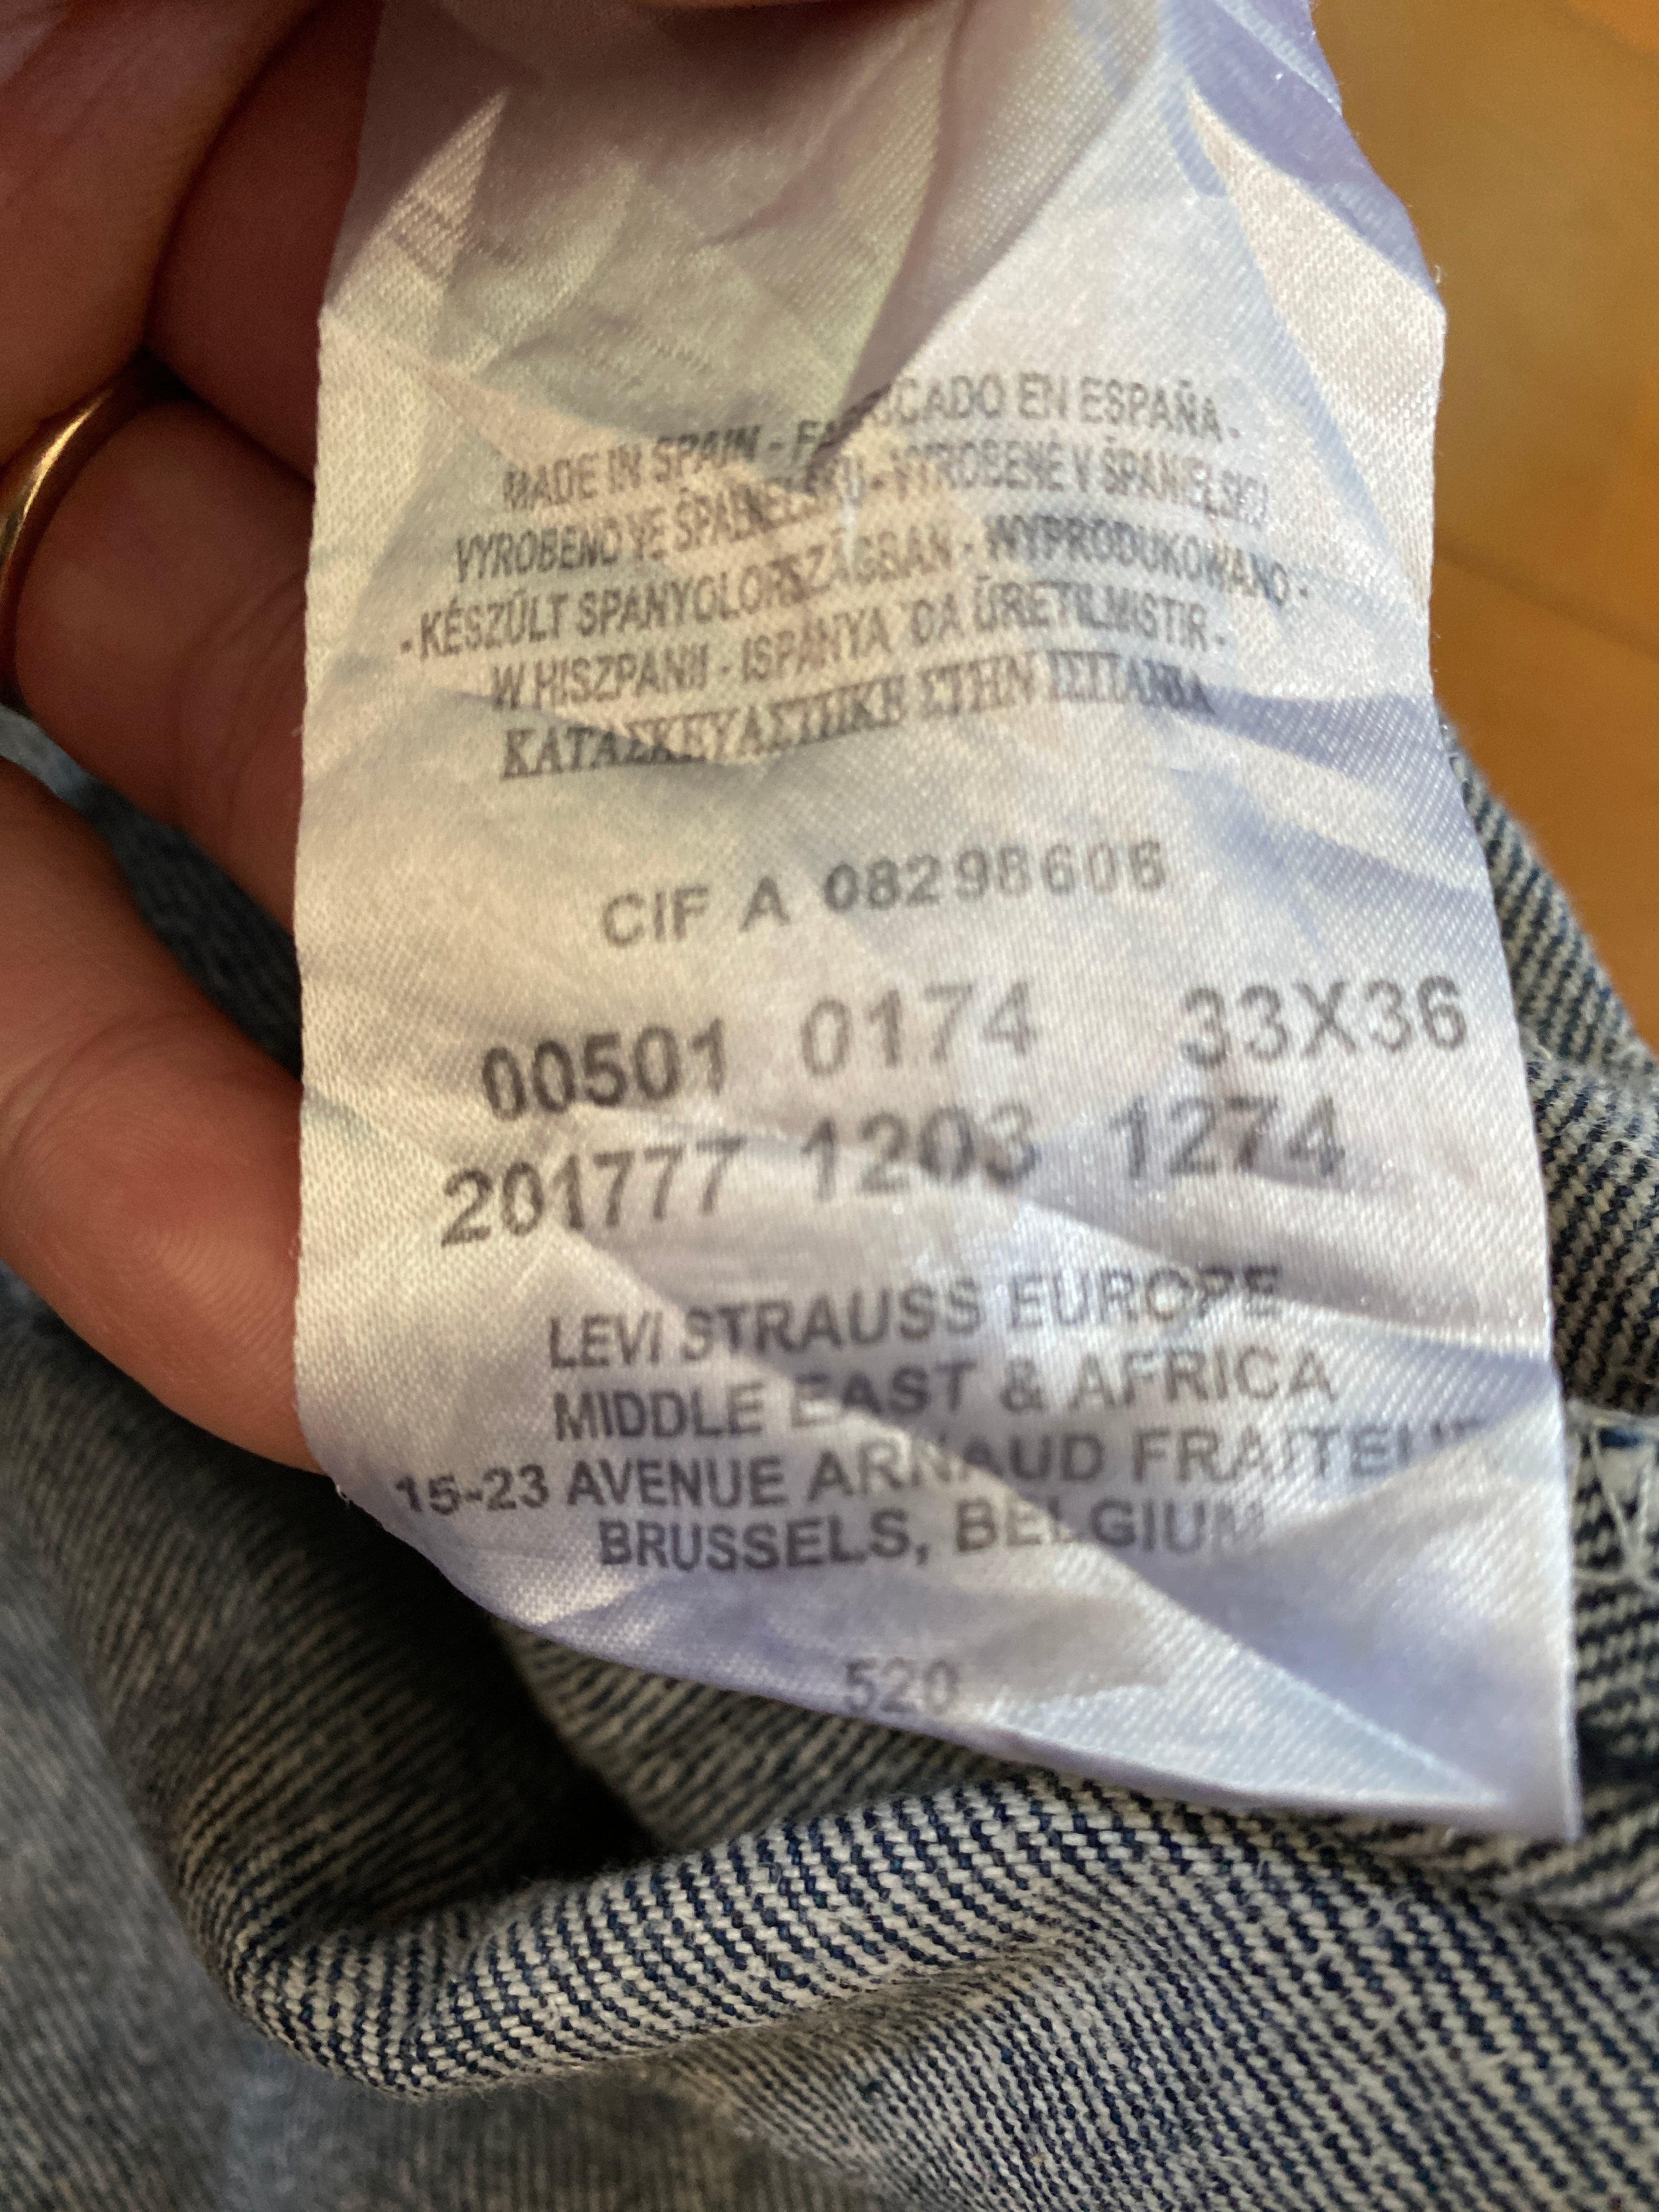 MADE IN SPAIN - FABRICADO EN ESPAÑA -
VYROBENO VE ŠPANĚLSKU - VYROBENÉ V ŠPANIELSKU
- KÉSZÜLT SPANYOLORSZÁGBAN - WYPRODUKOWANO -
W HISZPANII - ISPANYA 'DA ÜRETILMISTIR -
ΚΑΤΑΣΚΕΥΑΣΤΗΚΕ ΣΤΗΝ ΙΣΠΑΝΙΑ
CIF A 08298606
00501 0174 33X36
201777 1203 1274
LEVI STRAUSS EUROPE
MIDDLE EAST & AFRICA
15-23 AVENUE ARNAUD FRAITEUR
BRUSSELS, BELGIUM
520